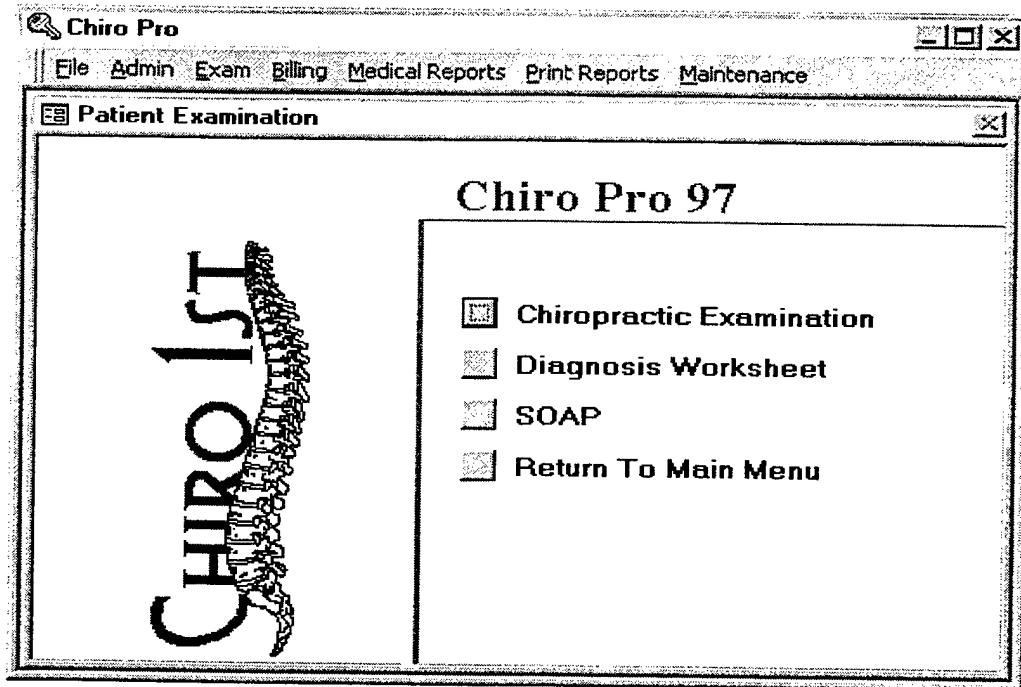 Chiro Pro
File Admin Exam Billing Medical Reports Print Reports Maintenance
Patient Examination
Chiro Pro 97
CHIRO 1ST
Chiropractic Examination
Diagnosis Worksheet
SOAP
Return To Main Menu